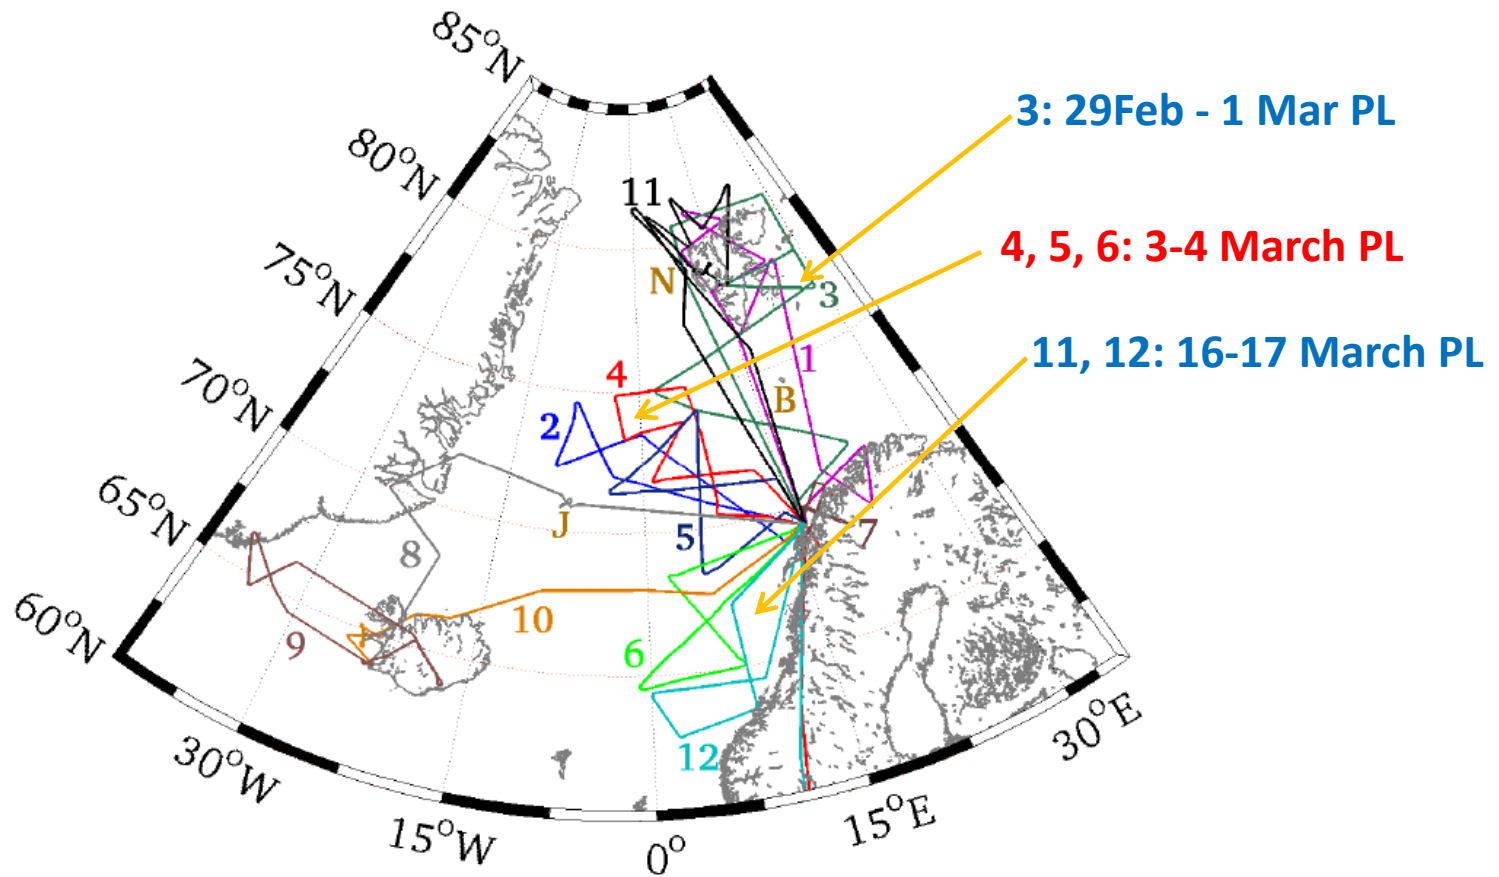 85°N
80°N
75°N
70°N
65°N
60°N
30°W
15°W
0°
15°E
30°E
3: 29Feb - 1 Mar PL
4, 5, 6: 3-4 March PL
11, 12: 16-17 March PL
11
N
3
1
4
B
2
J
5
7
8
10
9
6
12